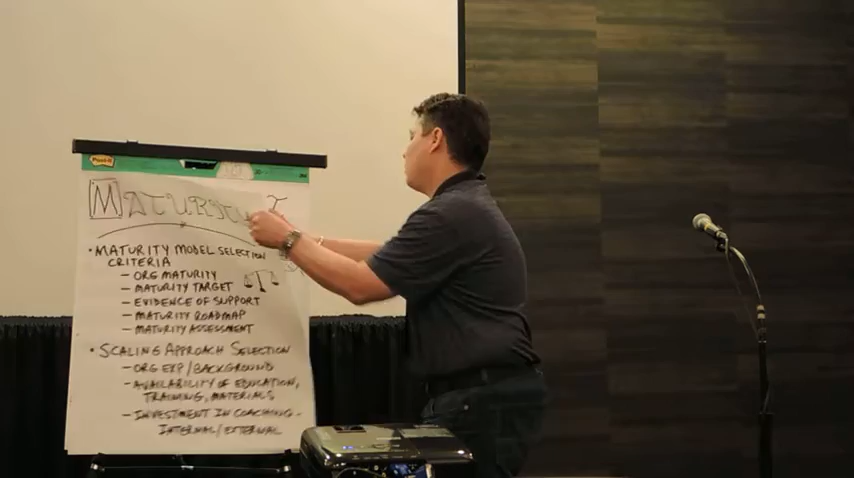 Post-it
MATURITY
• MATURITY MODEL SELECTION
CRITERIA
– ORG MATURITY
– MATURITY TARGET
– EVIDENCE OF SUPPORT
– MATURITY ROADMAP
– MATURITY ASSESSMENT
• SCALING APPROACH SELECTION
– ORG EXP/BACKGROUND
– AVAILABILITY OF EDUCATION,
TRAINING, MATERIALS
– INVESTMENT IN COACHING -
INTERNAL/EXTERNAL